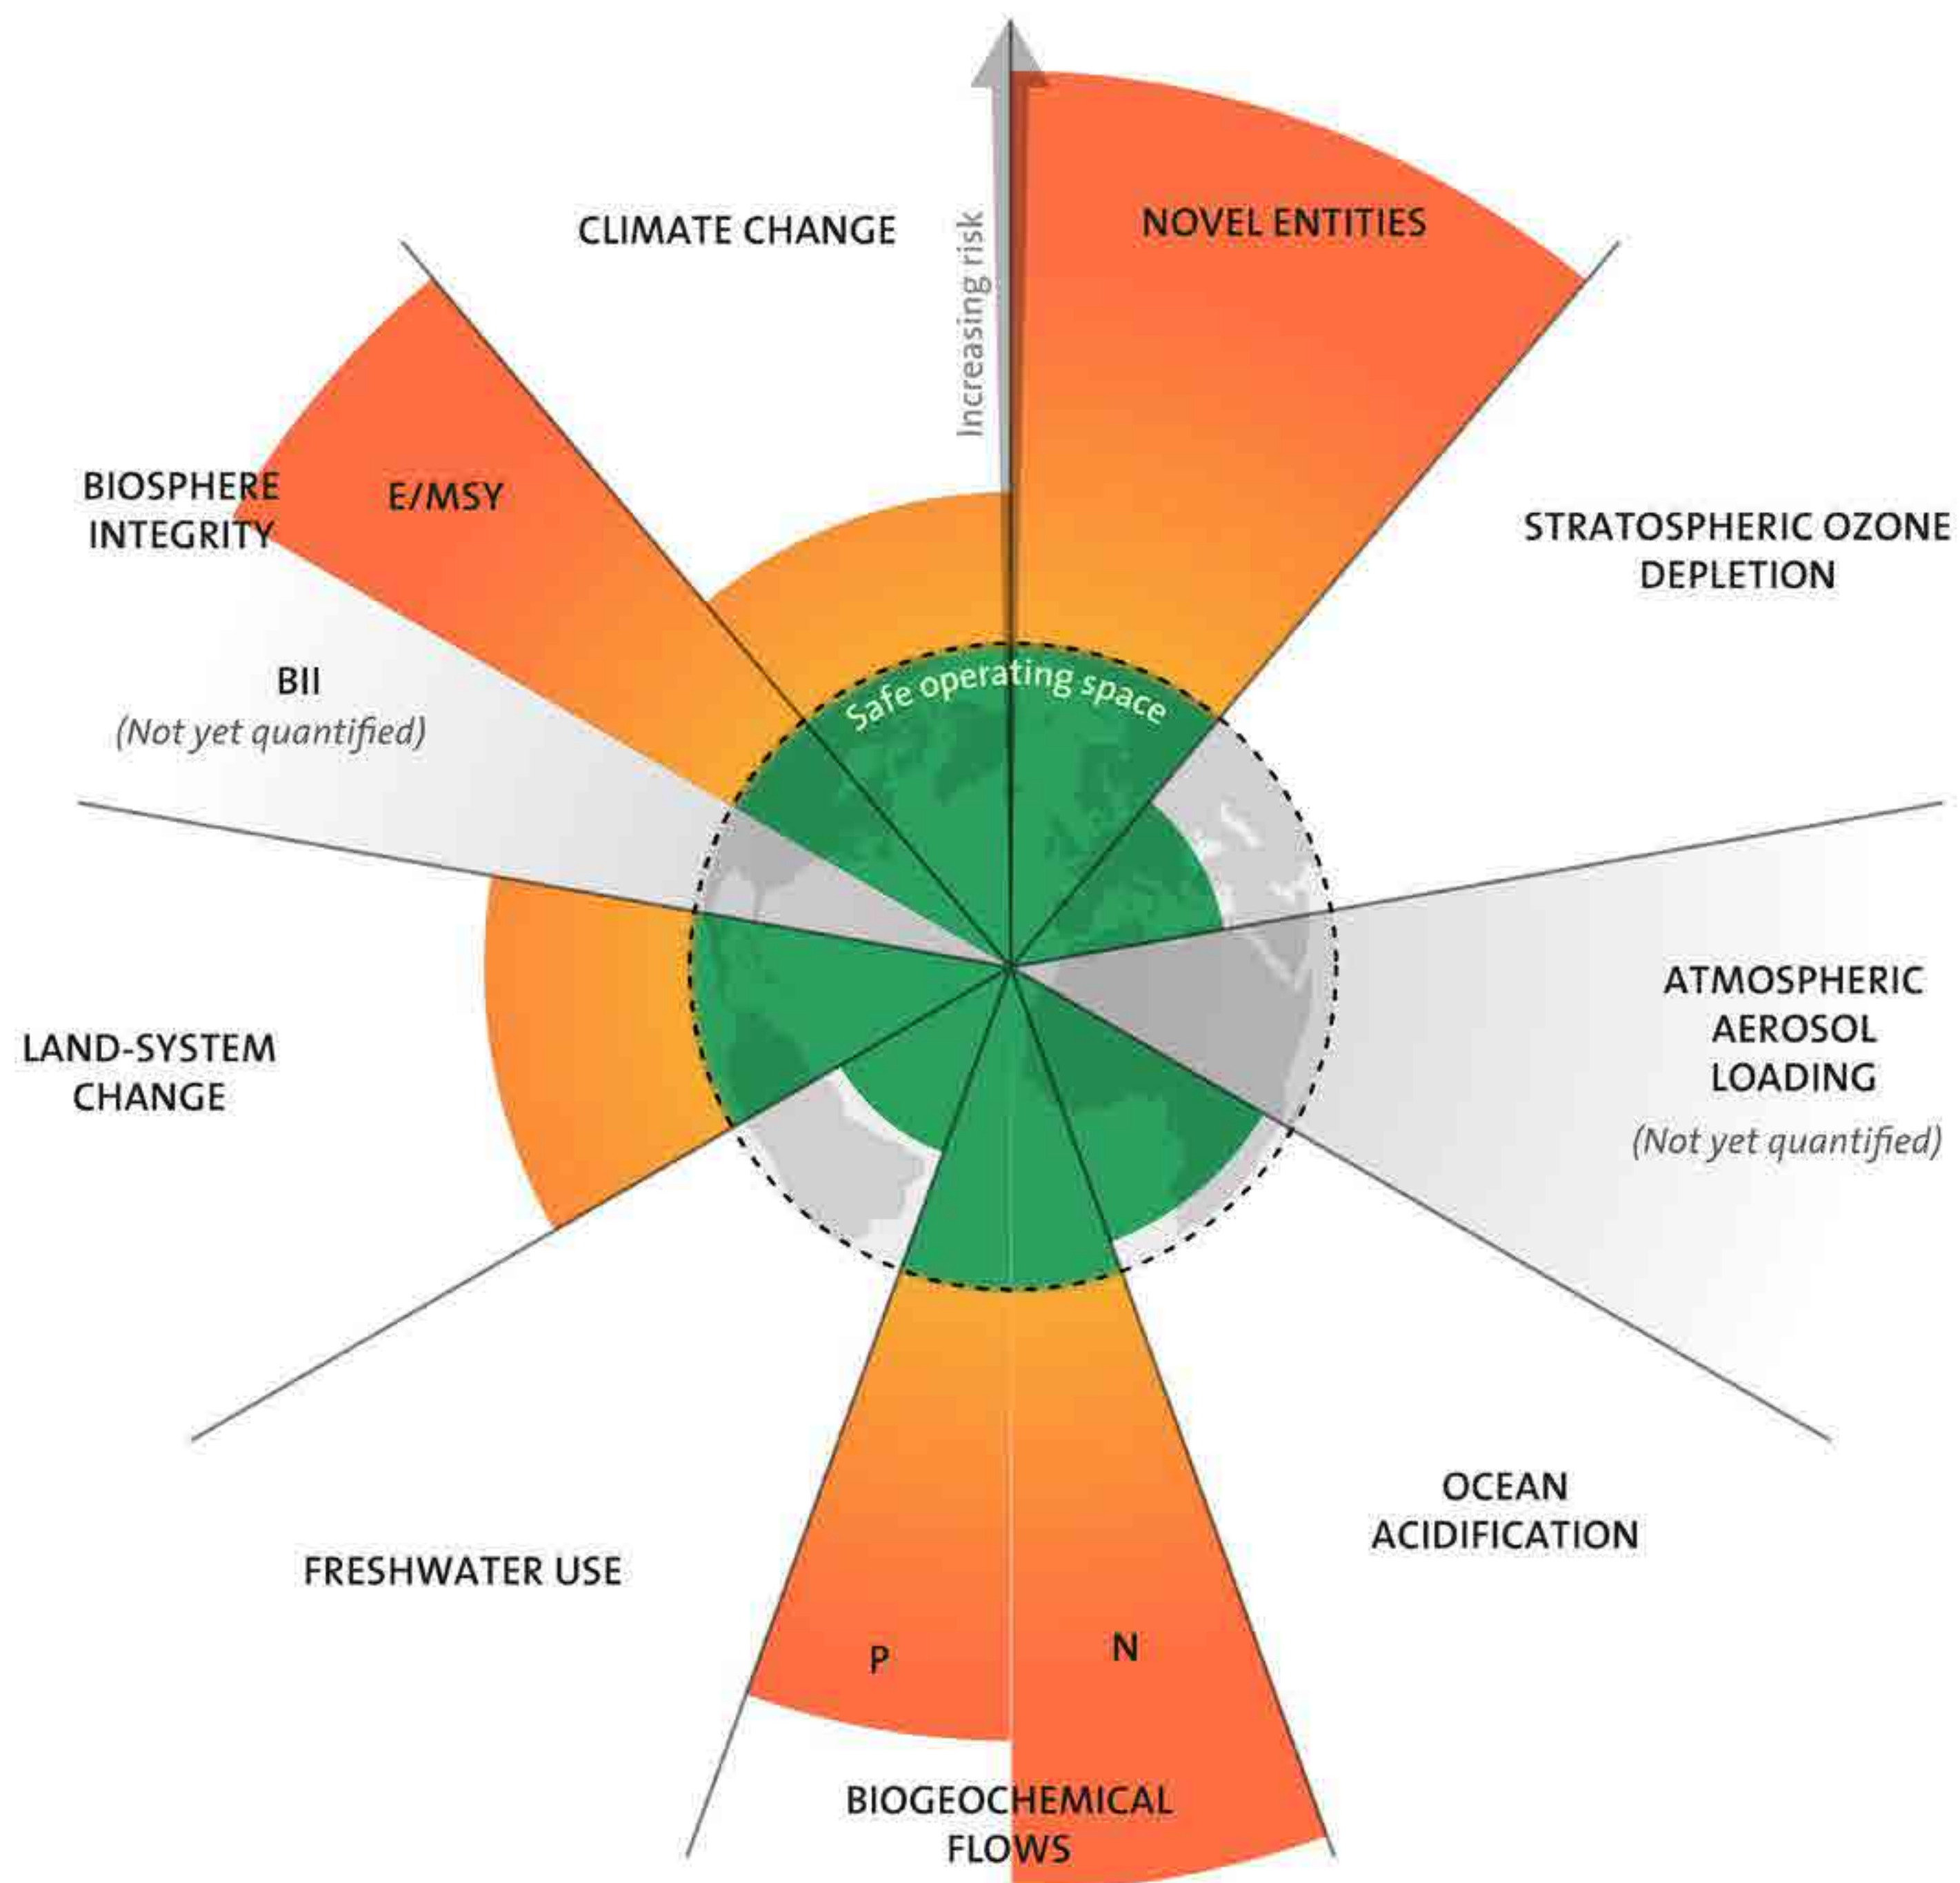 CLIMATE CHANGE
Increasing risk
NOVEL ENTITIES
BIOSPHERE
INTEGRITY
E/MSY
STRATOSPHERIC OZONE
DEPLETION
BII
(Not yet quantified)
Safe operating space
ATMOSPHERIC
AEROSOL
LOADING
(Not yet quantified)
LAND-SYSTEM
CHANGE
OCEAN
ACIDIFICATION
FRESHWATER USE
P
N
BIOGEOCHEMICAL
FLOWS